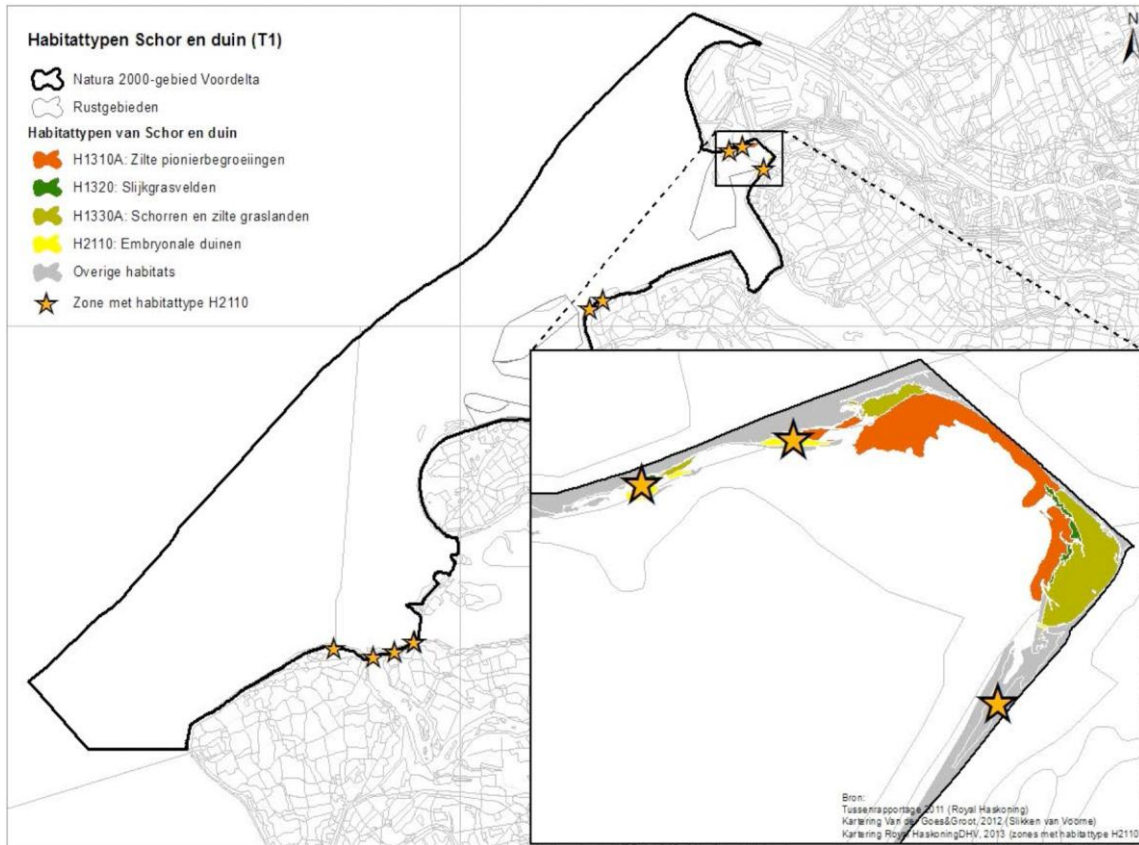 Habitattypen Schor en duin (T1)
Natura 2000-gebied Voordelta
Rustgebieden
Habitattypen van Schor en duin
H1310A: Zilte pionierbegroeiingen
H1320: Slijkgrasvelden
H1330A: Schorren en zilte graslanden
H2110: Embryonale duinen
Overige habitats
Zone met habitattype H2110
N
Bron:
Tussenrapportage 2011 (Royal Haskoning)
Kartering Van der Goes&Groot, 2012 (Slikken van Voorne)
Kartering Royal HaskoningDHV, 2013 (zones met habitattype H2110